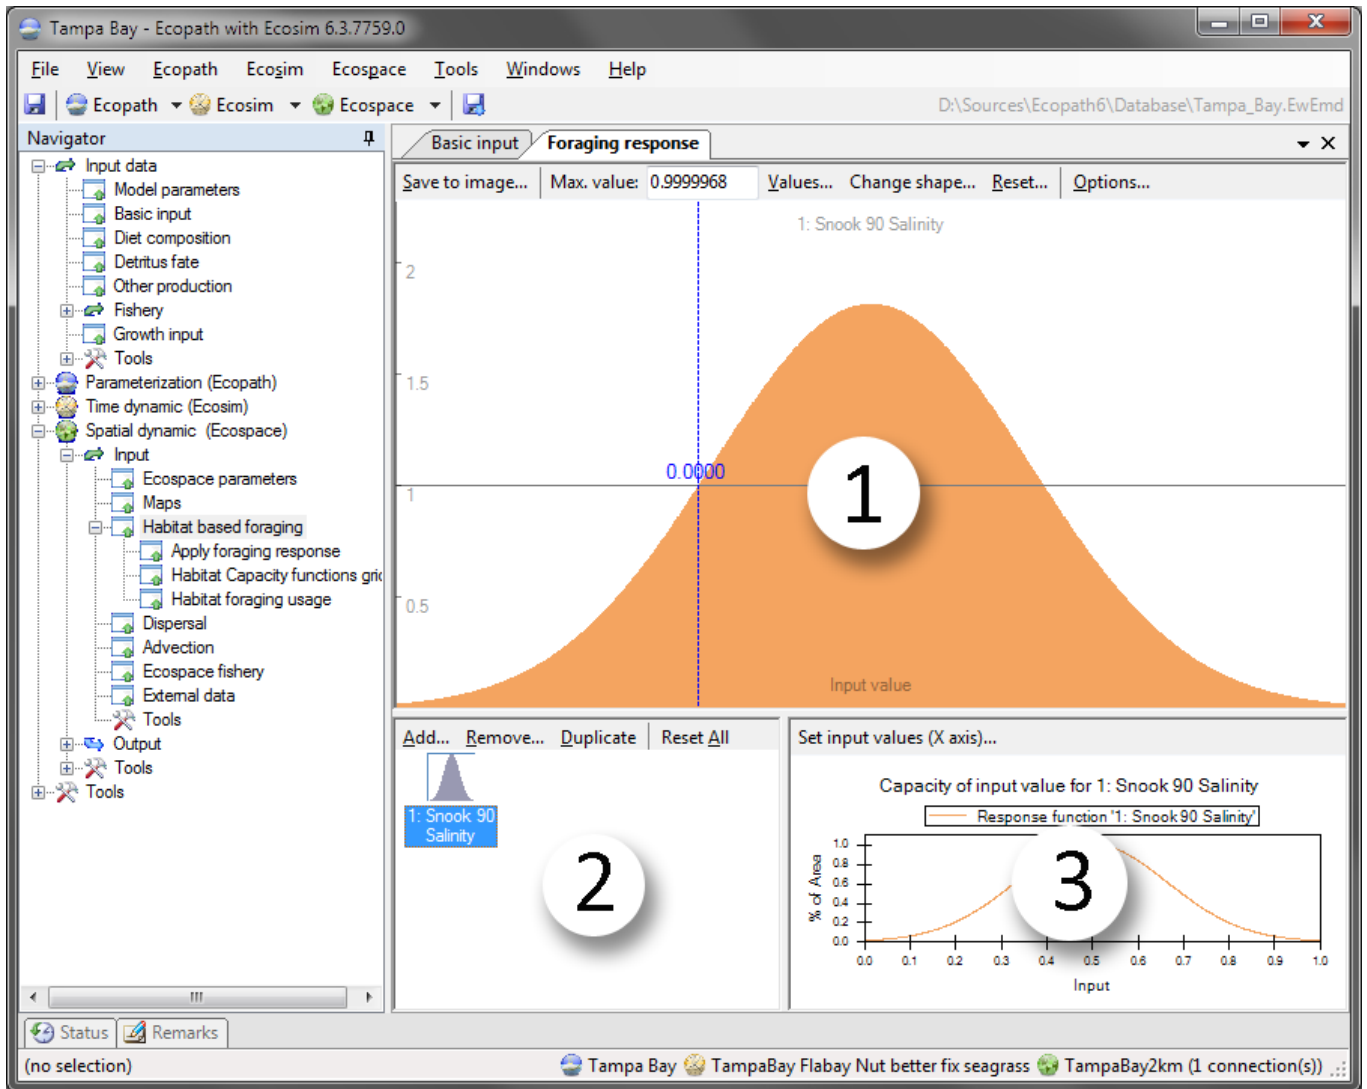 Tampa Bay - Ecopath with Ecosim 6.3.7759.0
File View Ecopath Ecosim Ecospace Tools Windows Help
Ecopath Ecosim Ecospace D:\Sources\Ecopath6\Database\Tampa_Bay.EwEmd
Navigator
Input data
Model parameters
Basic input
Diet composition
Detritus fate
Other production
Fishery
Growth input
Tools
Parameterization (Ecopath)
Time dynamic (Ecosim)
Spatial dynamic (Ecospace)
Input
Ecospace parameters
Maps
Habitat based foraging
Apply foraging response
Habitat Capacity functions gri
Habitat foraging usage
Dispersal
Advection
Ecospace fishery
External data
Tools
Output
Tools
Tools
Basic input Foraging response
Save to image... Max. value: 0.9999968 Values... Change shape... Reset... Options...
1: Snook 90 Salinity
2
1.5
0.0000
1
1
0.5
Input value
Add... Remove... Duplicate Reset All
1: Snook 90
Salinity
2
Set input values (X axis)...
Capacity of input value for 1: Snook 90 Salinity
Response function '1: Snook 90 Salinity'
% of Area
1.0
0.8
0.6
0.4
0.2
0.0
3
0.0 0.1 0.2 0.3 0.4 0.5 0.6 0.7 0.8 0.9 1.0
Input
Status Remarks
(no selection) Tampa Bay TampaBay Flabay Nut better fix seagrass TampaBay2km (1 connection(s))